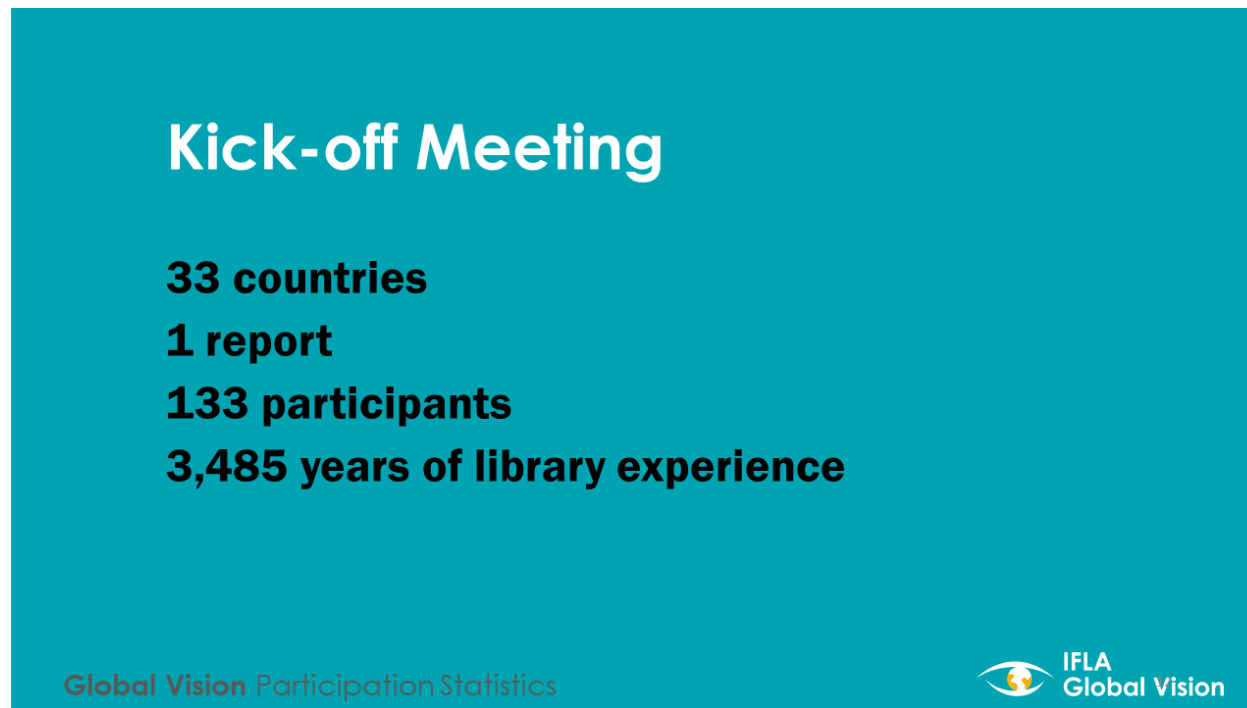 Kick-off Meeting
33 countries
1 report
133 participants
3,485 years of library experience
Global Vision Participation Statistics
IFLA
Global Vision